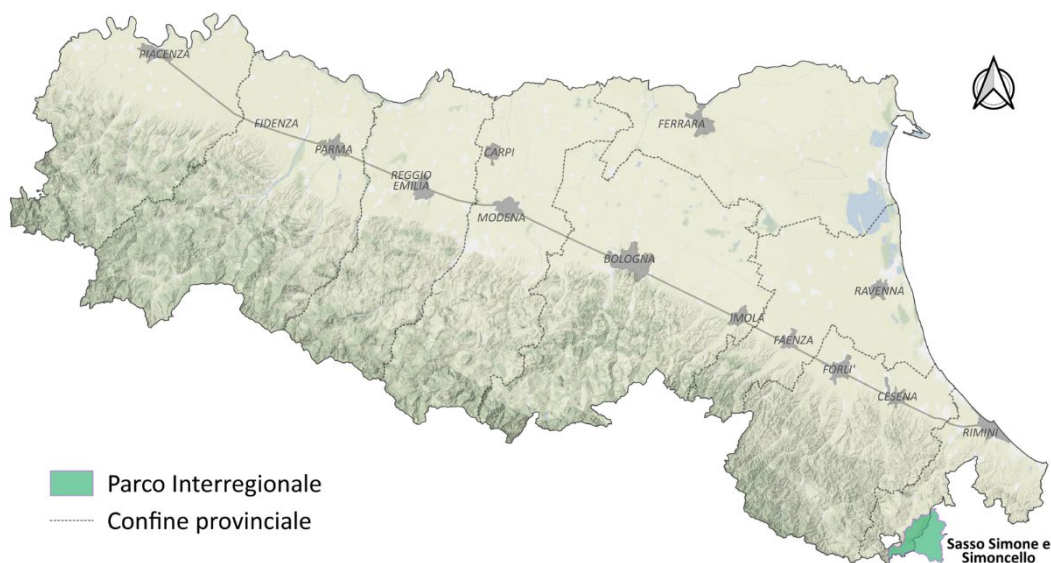 PIACENZA
FIDENZA
PARMA
REGGIO
EMILIA
CARPI
MODENA
FERRARA
BOLOGNA
IMOLA
FAENZA
RAVENNA
FORLI'
CESENA
RIMINI
Parco Interregionale
Confine provinciale
Sasso Simone e
Simoncello